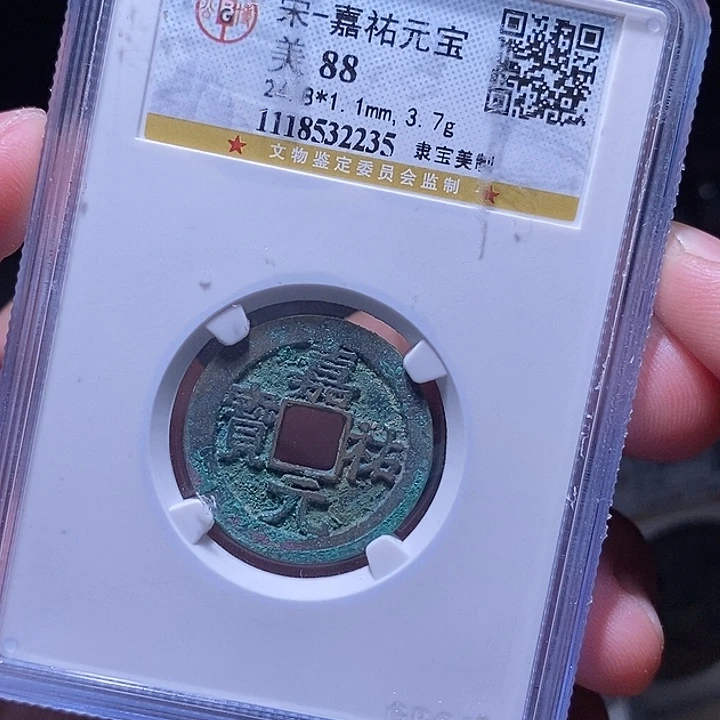 宋-嘉祐元宝
美 88
24.8*1.1mm, 3.7g
1118532235 隶宝美制
★ 文物鉴定委员会监制 ★
嘉祐元寶